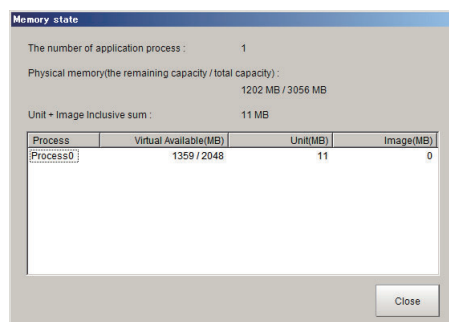 Memory state
The number of application process : 1
Physical memory(the remaining capacity / total capacity) :
1202 MB / 3056 MB
Unit + Image Inclusive sum : 11 MB
Process Virtual Available(MB) Unit(MB) Image(MB)
Process0 1359 / 2048 11 0
Close